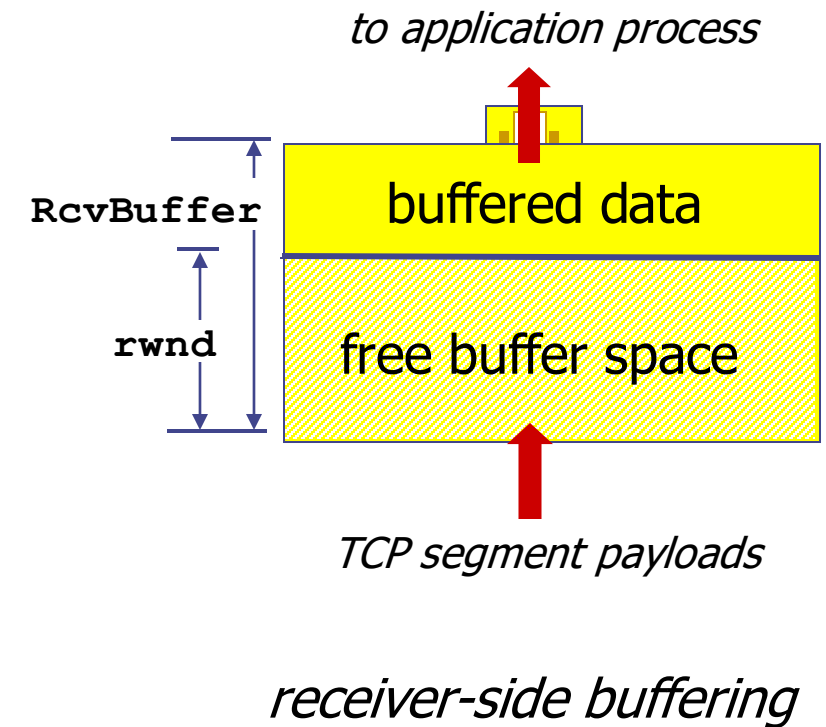 to application process
RcvBuffer
buffered data
rwnd
free buffer space
TCP segment payloads
receiver-side buffering